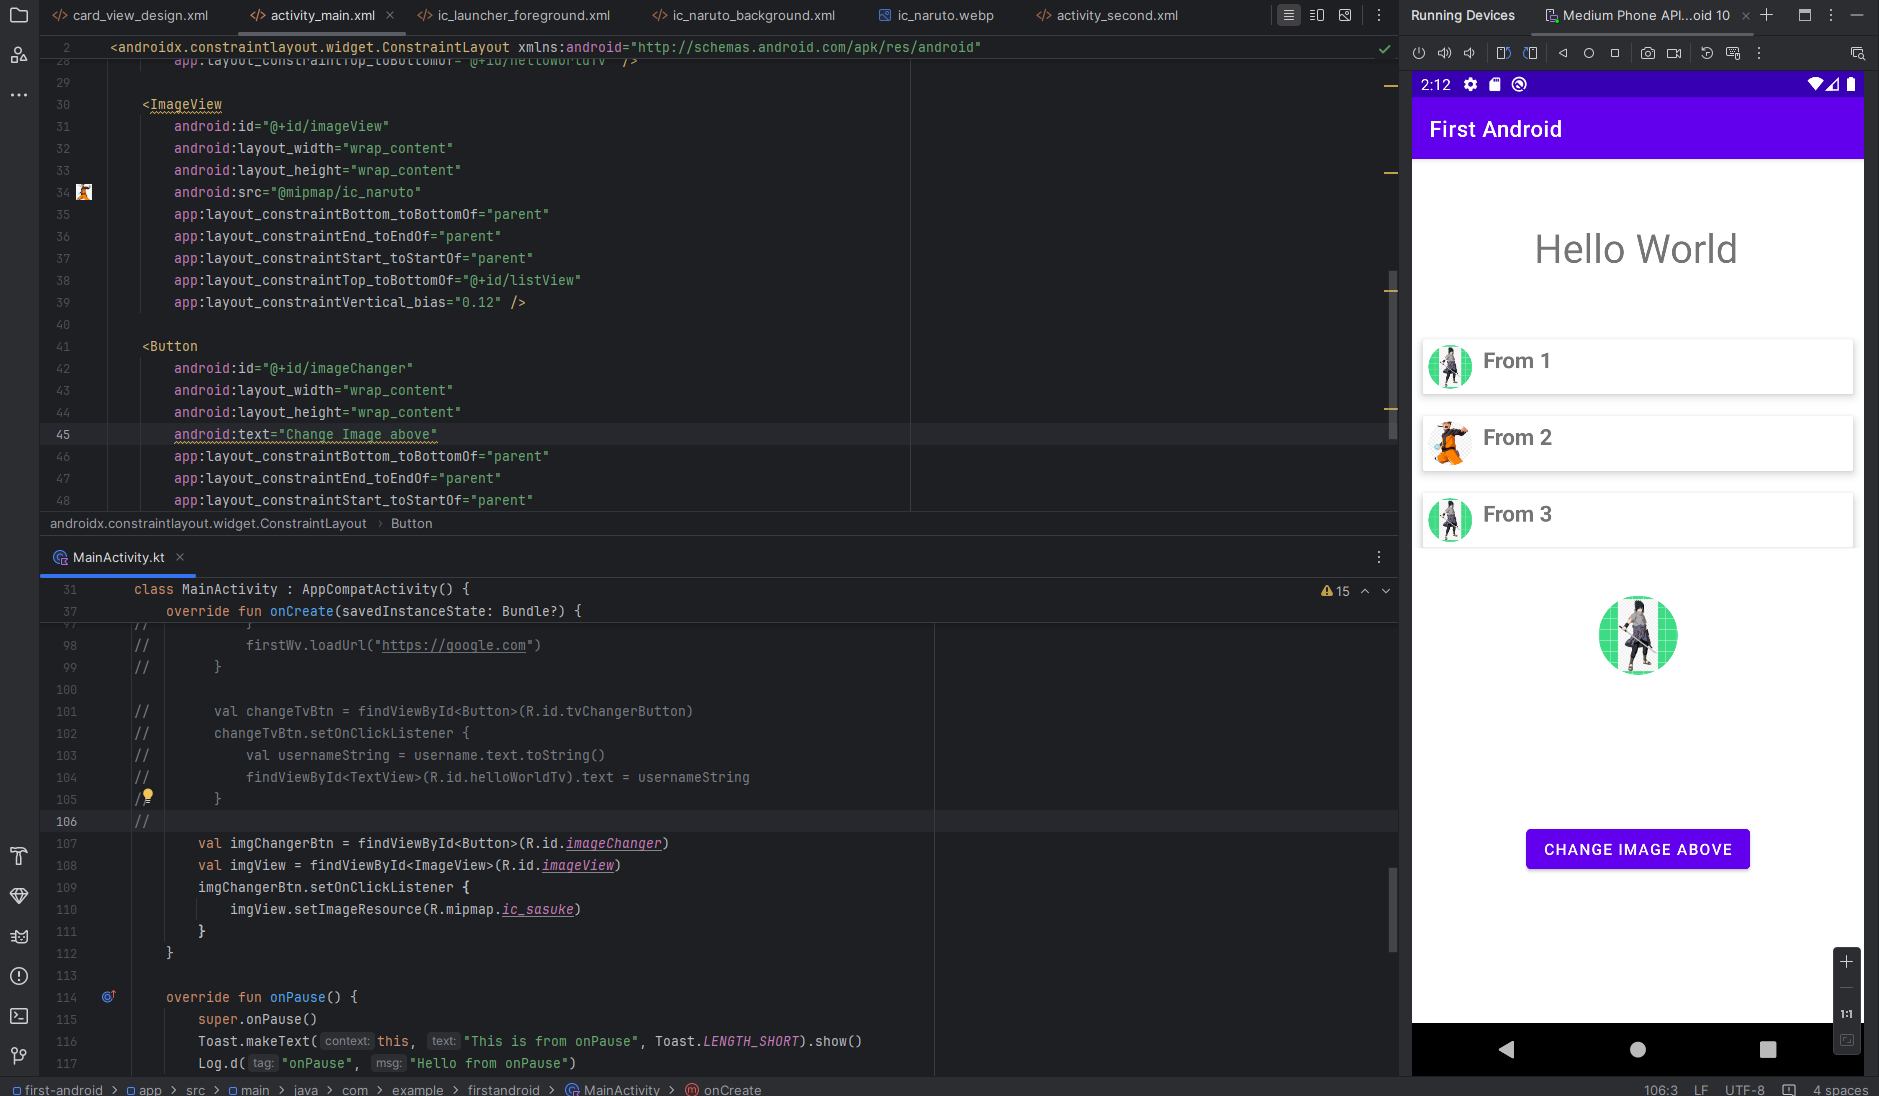 card_view_design.xml
activity_main.xml
ic_launcher_foreground.xml
ic_naruto_background.xml
ic_naruto.webp
activity_second.xml
2 <androidx.constraintlayout.widget.ConstraintLayout xmlns:android="http://schemas.android.com/apk/res/android"
28 app:layout_constraintTop_toBottomOf="@+id/helloWorldTv" />
29
30 <ImageView
31 android:id="@+id/imageView"
32 android:layout_width="wrap_content"
33 android:layout_height="wrap_content"
34 android:src="@mipmap/ic_naruto"
35 app:layout_constraintBottom_toBottomOf="parent"
36 app:layout_constraintEnd_toEndOf="parent"
37 app:layout_constraintStart_toStartOf="parent"
38 app:layout_constraintTop_toBottomOf="@+id/listView"
39 app:layout_constraintVertical_bias="0.12" />
40
41 <Button
42 android:id="@+id/imageChanger"
43 android:layout_width="wrap_content"
44 android:layout_height="wrap_content"
45 android:text="Change Image above"
46 app:layout_constraintBottom_toBottomOf="parent"
47 app:layout_constraintEnd_toEndOf="parent"
48 app:layout_constraintStart_toStartOf="parent"
androidx.constraintlayout.widget.ConstraintLayout › Button
MainActivity.kt
31 class MainActivity : AppCompatActivity() {
15
37 override fun onCreate(savedInstanceState: Bundle?) {
97 // }
98 // firstWv.loadUrl("https://google.com")
99 // }
100
101 // val changeTvBtn = findViewById<Button>(R.id.tvChangerButton)
102 // changeTvBtn.setOnClickListener {
103 // val usernameString = username.text.toString()
104 // findViewById<TextView>(R.id.helloWorldTv).text = usernameString
105 // }
106 //
107 val imgChangerBtn = findViewById<Button>(R.id.imageChanger)
108 val imgView = findViewById<ImageView>(R.id.imageView)
109 imgChangerBtn.setOnClickListener {
110 imgView.setImageResource(R.mipmap.ic_sasuke)
111 }
112 }
113
114 override fun onPause() {
115 super.onPause()
116 Toast.makeText( context: this, text: "This is from onPause", Toast.LENGTH_SHORT).show()
117 Log.d( tag: "onPause", msg: "Hello from onPause")
Running Devices
Medium Phone API...oid 10
2:12
First Android
Hello World
From 1
From 2
From 3
CHANGE IMAGE ABOVE
1:1
first-android > app > src > main > java > com > example > firstandroid > MainActivity > onCreate
106:3 LF UTF-8 4 spaces